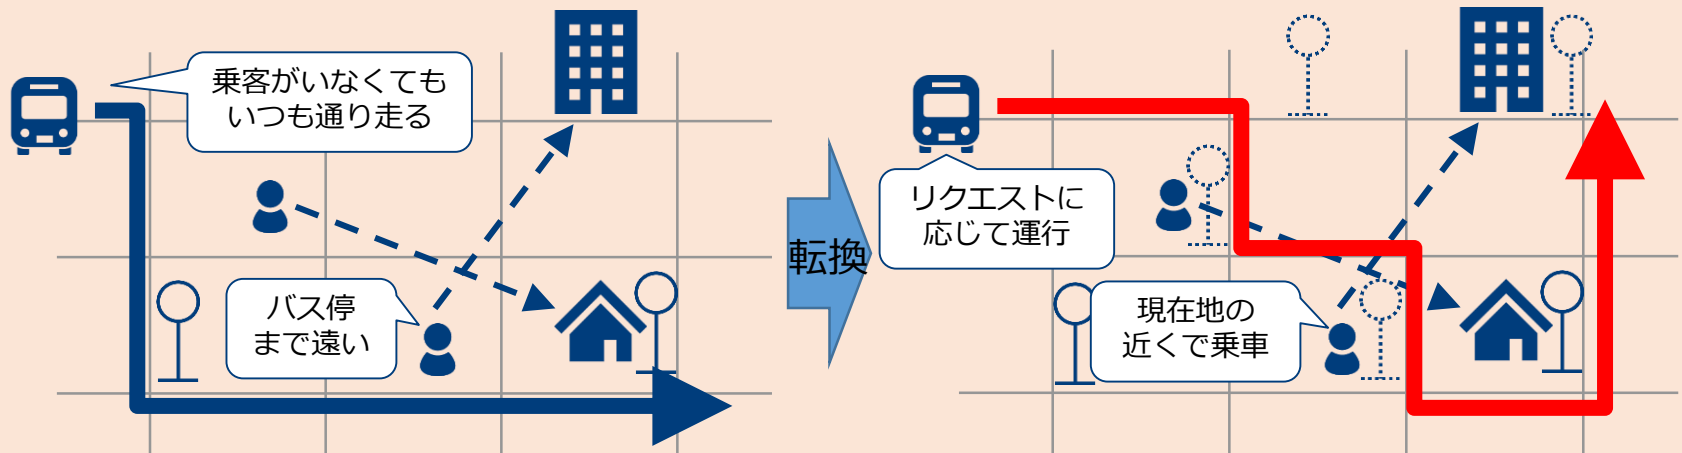 乗客がいなくても
いつも通り走る
バス停
まで遠い
転換
リクエストに
応じて運行
現在地の
近くで乗車